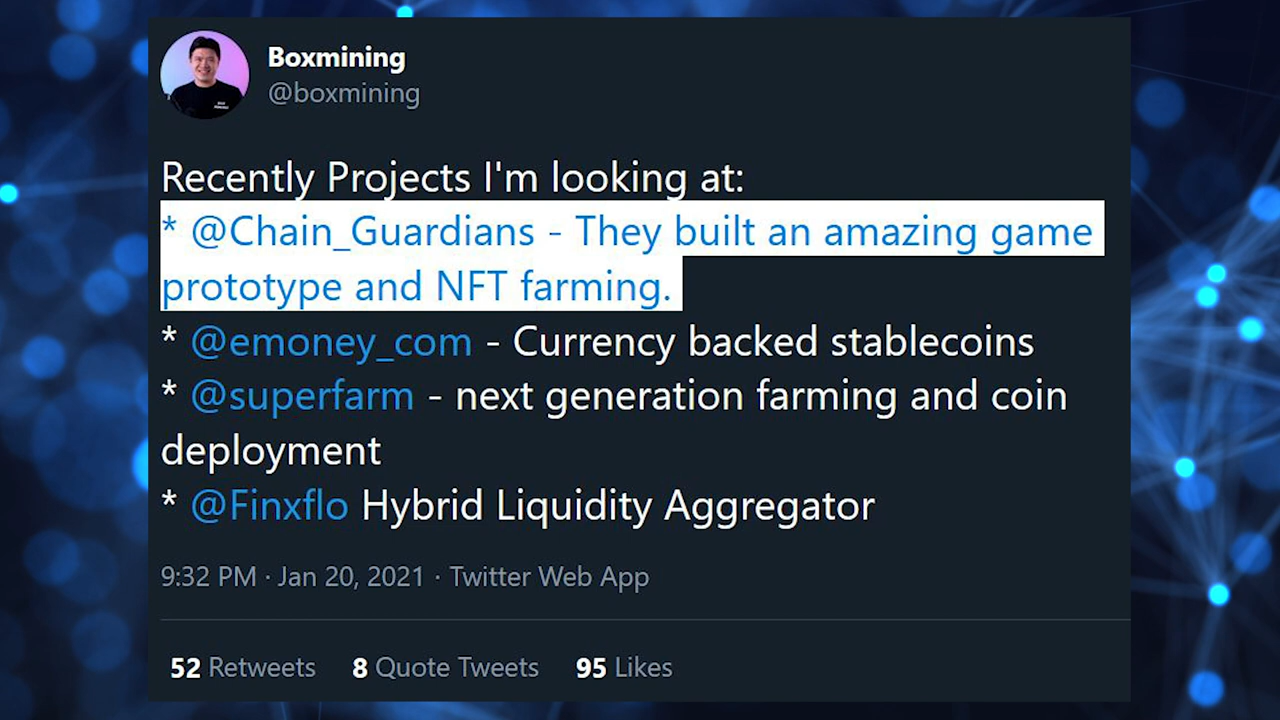 Boxmining
@boxmining
Recently Projects I'm looking at:
* @Chain_Guardians - They built an amazing game
prototype and NFT farming.
* @emoney_com - Currency backed stablecoins
* @superfarm - next generation farming and coin
deployment
* @Finxflo Hybrid Liquidity Aggregator
9:32 PM · Jan 20, 2021 · Twitter Web App
52 Retweets 8 Quote Tweets 95 Likes